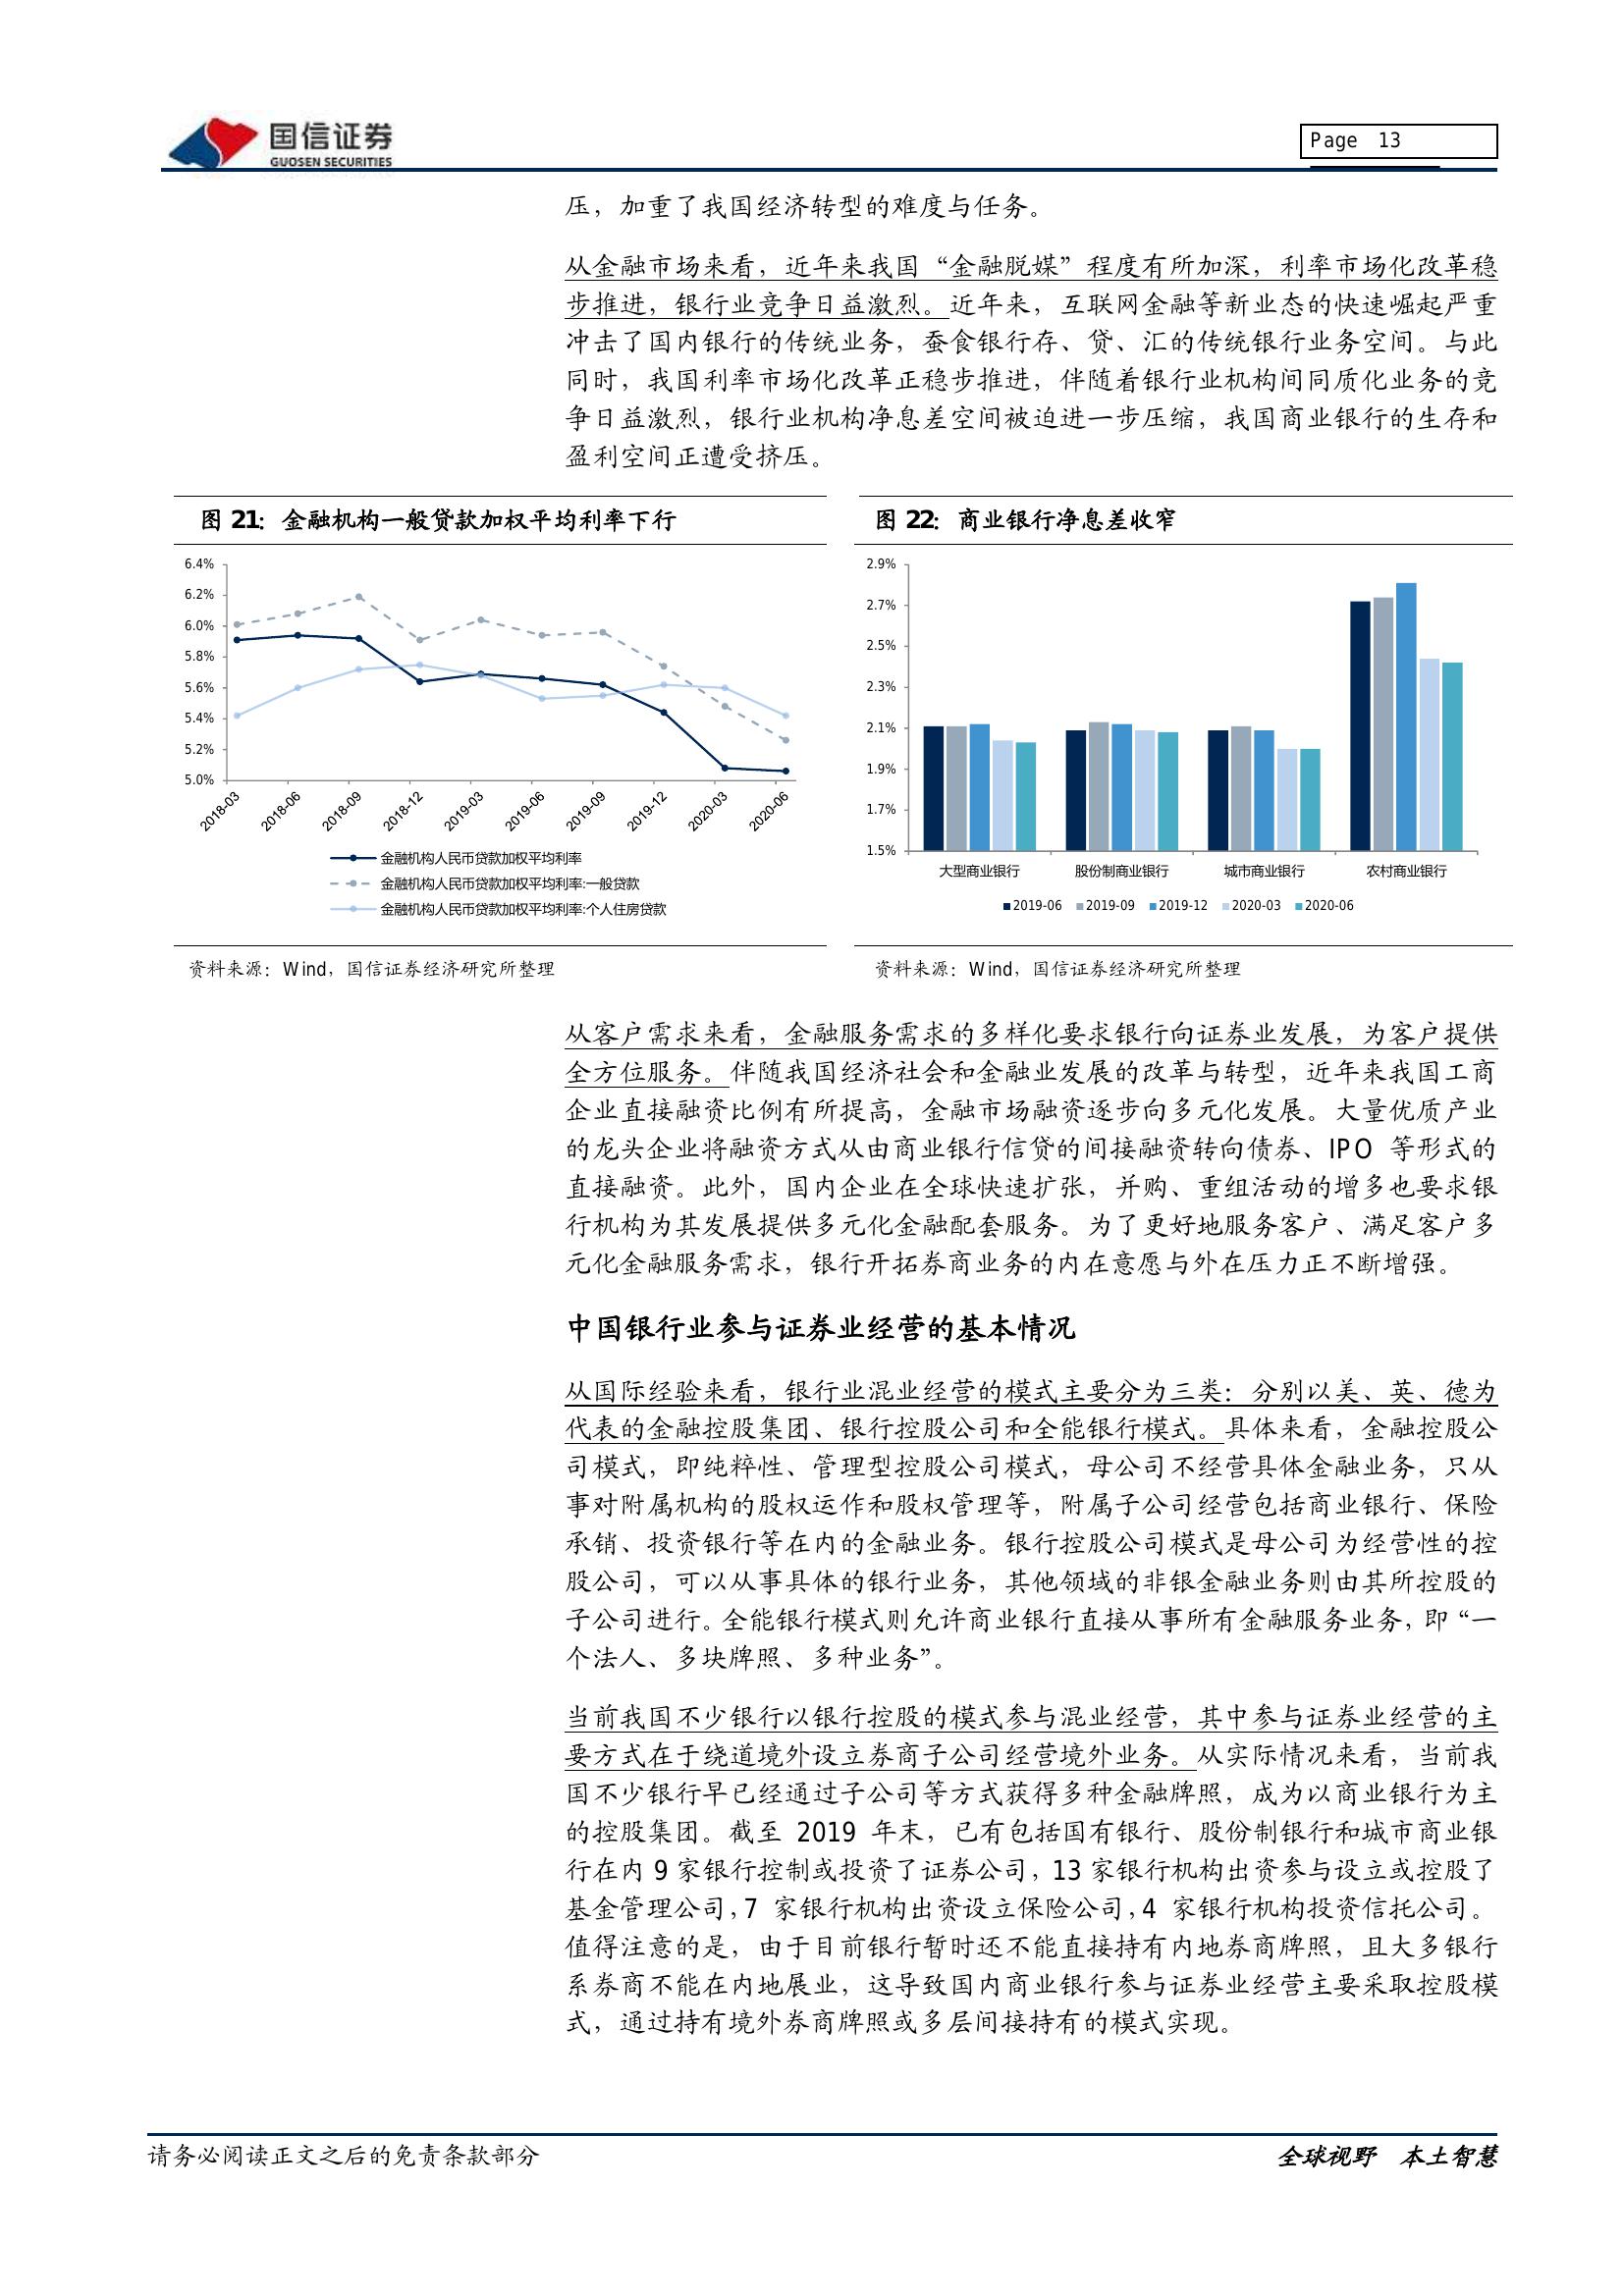 国信证券
GUOSEN SECURITIES
Page 13
压，加重了我国经济转型的难度与任务。
从金融市场来看，近年来我国“金融脱媒”程度有所加深，利率市场化改革稳
步推进，银行业竞争日益激烈。近年来，互联网金融等新业态的快速崛起严重
冲击了国内银行的传统业务，蚕食银行存、贷、汇的传统银行业务空间。与此
同时，我国利率市场化改革正稳步推进，伴随着银行业机构间同质化业务的竞
争日益激烈，银行业机构净息差空间被迫进一步压缩，我国商业银行的生存和
盈利空间正遭受挤压。
图 21：金融机构一般贷款加权平均利率下行
6.4%
6.2%
6.0%
5.8%
5.6%
5.4%
5.2%
5.0%
2018-03
2018-06
2018-09
2018-12
2019-03
2019-06
2019-09
2019-12
2020-03
2020-06
金融机构人民币贷款加权平均利率
金融机构人民币贷款加权平均利率:一般贷款
金融机构人民币贷款加权平均利率:个人住房贷款
资料来源：Wind，国信证券经济研究所整理
图 22：商业银行净息差收窄
2.9%
2.7%
2.5%
2.3%
2.1%
1.9%
1.7%
1.5%
大型商业银行 股份制商业银行 城市商业银行 农村商业银行
2019-06 2019-09 2019-12 2020-03 2020-06
资料来源：Wind，国信证券经济研究所整理
从客户需求来看，金融服务需求的多样化要求银行向证券业发展，为客户提供
全方位服务。伴随我国经济社会和金融业发展的改革与转型，近年来我国工商
企业直接融资比例有所提高，金融市场融资逐步向多元化发展。大量优质产业
的龙头企业将融资方式从由商业银行信贷的间接融资转向债券、IPO 等形式的
直接融资。此外，国内企业在全球快速扩张，并购、重组活动的增多也要求银
行机构为其发展提供多元化金融配套服务。为了更好地服务客户、满足客户多
元化金融服务需求，银行开拓券商业务的内在意愿与外在压力正不断增强。
中国银行业参与证券业经营的基本情况
从国际经验来看，银行业混业经营的模式主要分为三类：分别以美、英、德为
代表的金融控股集团、银行控股公司和全能银行模式。具体来看，金融控股公
司模式，即纯粹性、管理型控股公司模式，母公司不经营具体金融业务，只从
事对附属机构的股权运作和股权管理等，附属子公司经营包括商业银行、保险
承销、投资银行等在内的金融业务。银行控股公司模式是母公司为经营性的控
股公司，可以从事具体的银行业务，其他领域的非银金融业务则由其所控股的
子公司进行。全能银行模式则允许商业银行直接从事所有金融服务业务，即“一
个法人、多块牌照、多种业务”。
当前我国不少银行以银行控股的模式参与混业经营，其中参与证券业经营的主
要方式在于绕道境外设立券商子公司经营境外业务。从实际情况来看，当前我
国不少银行早已经通过子公司等方式获得多种金融牌照，成为以商业银行为主
的控股集团。截至 2019 年末，已有包括国有银行、股份制银行和城市商业银
行在内 9 家银行控制或投资了证券公司，13 家银行机构出资参与设立或控股了
基金管理公司，7 家银行机构出资设立保险公司，4 家银行机构投资信托公司。
值得注意的是，由于目前银行暂时还不能直接持有内地券商牌照，且大多银行
系券商不能在内地展业，这导致国内商业银行参与证券业经营主要采取控股模
式，通过持有境外券商牌照或多层间接持有的模式实现。
请务必阅读正文之后的免责条款部分
全球视野 本土智慧